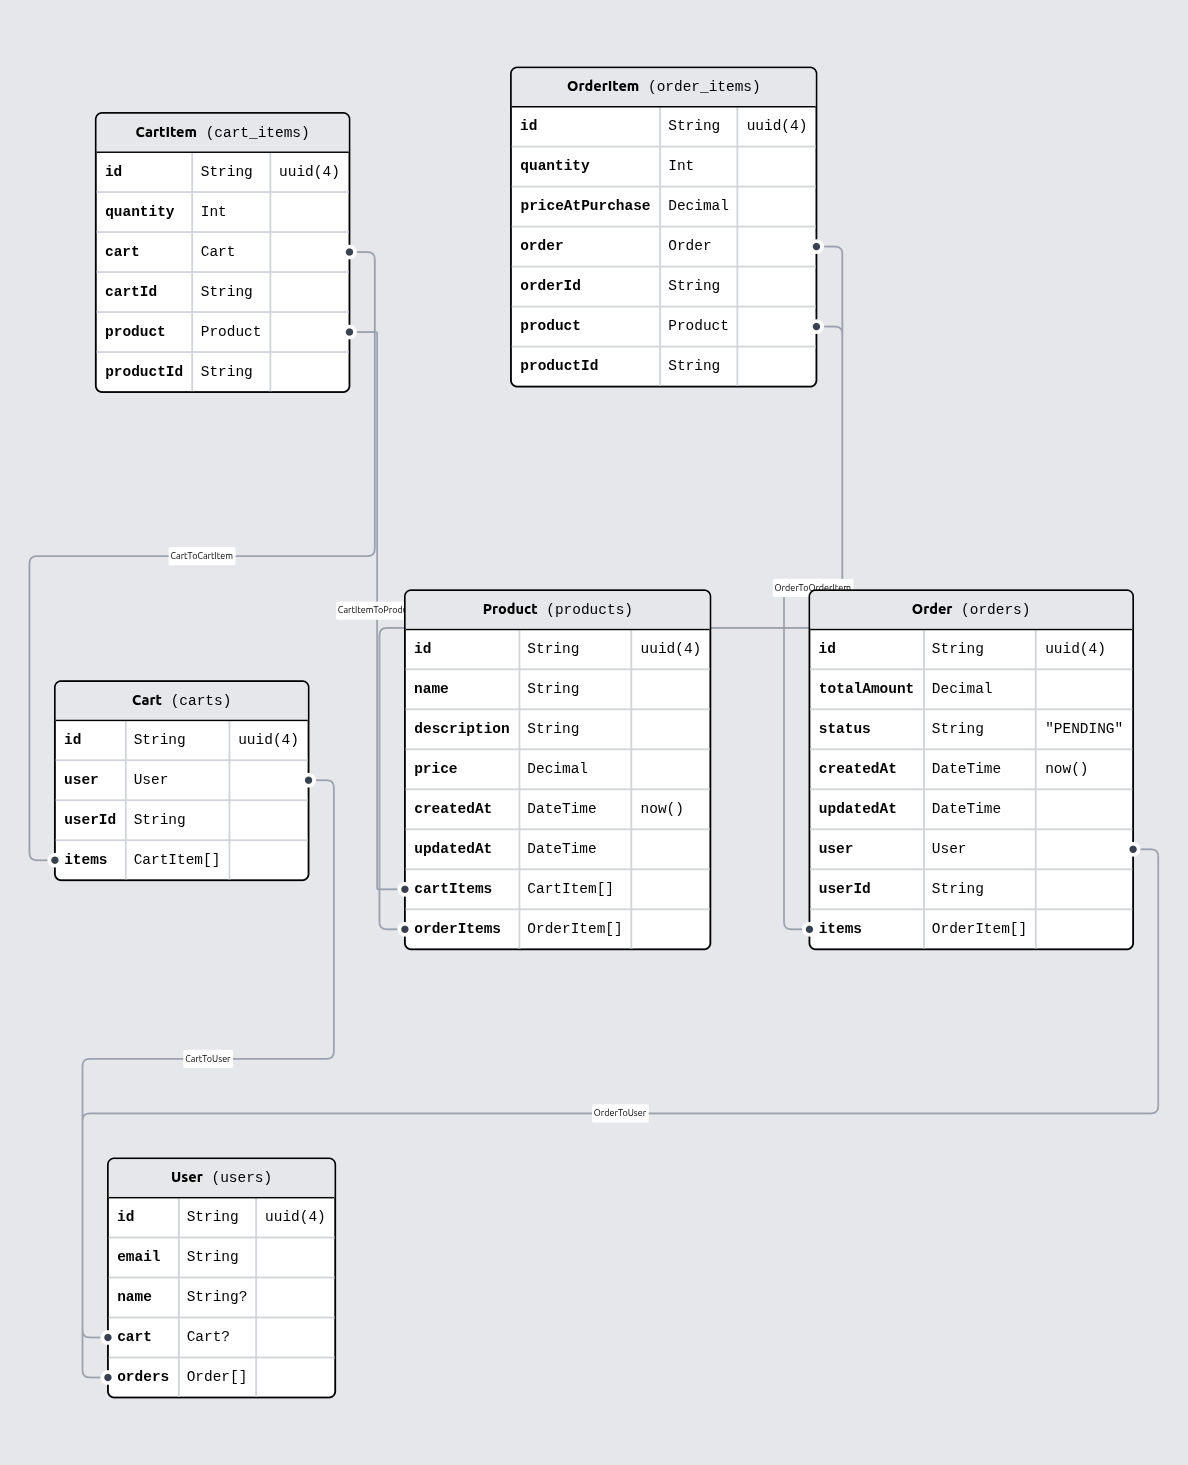 OrderItem (order_items)
id String uuid(4)
quantity Int
priceAtPurchase Decimal
order Order
orderId String
product Product
productId String
CartItem (cart_items)
id String uuid(4)
quantity Int
cart Cart
cartId String
product Product
productId String
CartToCartItem
OrderToOrderItem
CartItemToProdu
Product (products)
id String uuid(4)
name String
description String
price Decimal
createdAt DateTime now()
updatedAt DateTime
cartItems CartItem[]
orderItems OrderItem[]
Order (orders)
id String uuid(4)
totalAmount Decimal
status String "PENDING"
createdAt DateTime now()
updatedAt DateTime
user User
userId String
items OrderItem[]
Cart (carts)
id String uuid(4)
user User
userId String
items CartItem[]
CartToUser
OrderToUser
User (users)
id String uuid(4)
email String
name String?
cart Cart?
orders Order[]